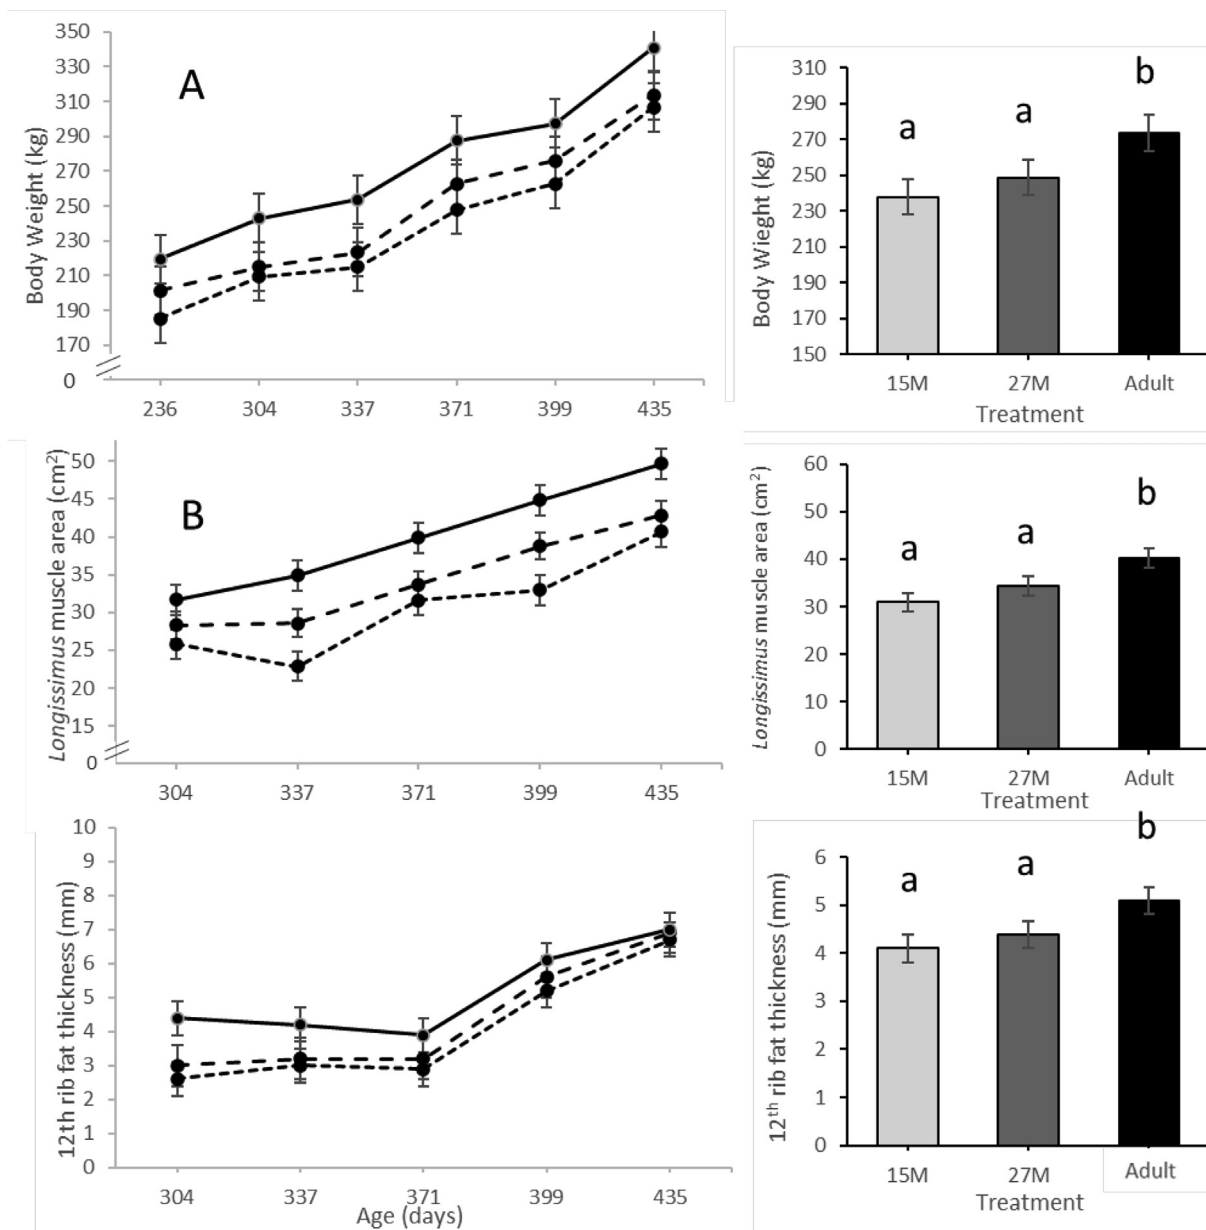 350
330
310
290
270
250
230
210
190
170
0
Body Weight (kg)
A
236 304 337 371 399 435
310
290
270
250
230
210
190
170
150
Body Wieght (kg)
a a b
15M 27M Adult
Treatment
50
45
40
35
30
25
20
15
0
Longissimus muscle area (cm²)
B
304 337 371 399 435
60
50
40
30
20
10
0
Longissimus muscle area (cm²)
a a b
15M 27M Adult
Treatment
10
9
8
7
6
5
4
3
2
1
0
12th rib fat thickness (mm)
304 337 371 399 435
Age (days)
6
5
4
3
2
1
0
12th rib fat thickness (mm)
a a b
15M 27M Adult
Treatment